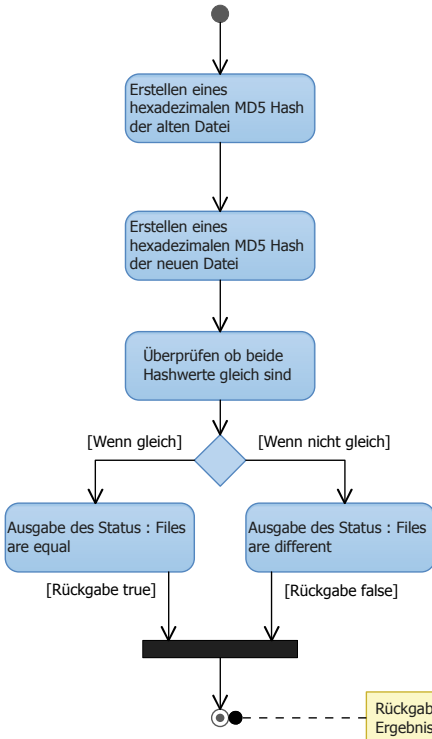 Erstellen eines
hexadezimalen MD5 Hash
der alten Datei
Erstellen eines
hexadezimalen MD5 Hash
der neuen Datei
Überprüfen ob beide
Hashwerte gleich sind
[Wenn gleich]
[Wenn nicht gleich]
Ausgabe des Status : Files
are equal
Ausgabe des Status : Files
are different
[Rückgabe true]
[Rückgabe false]